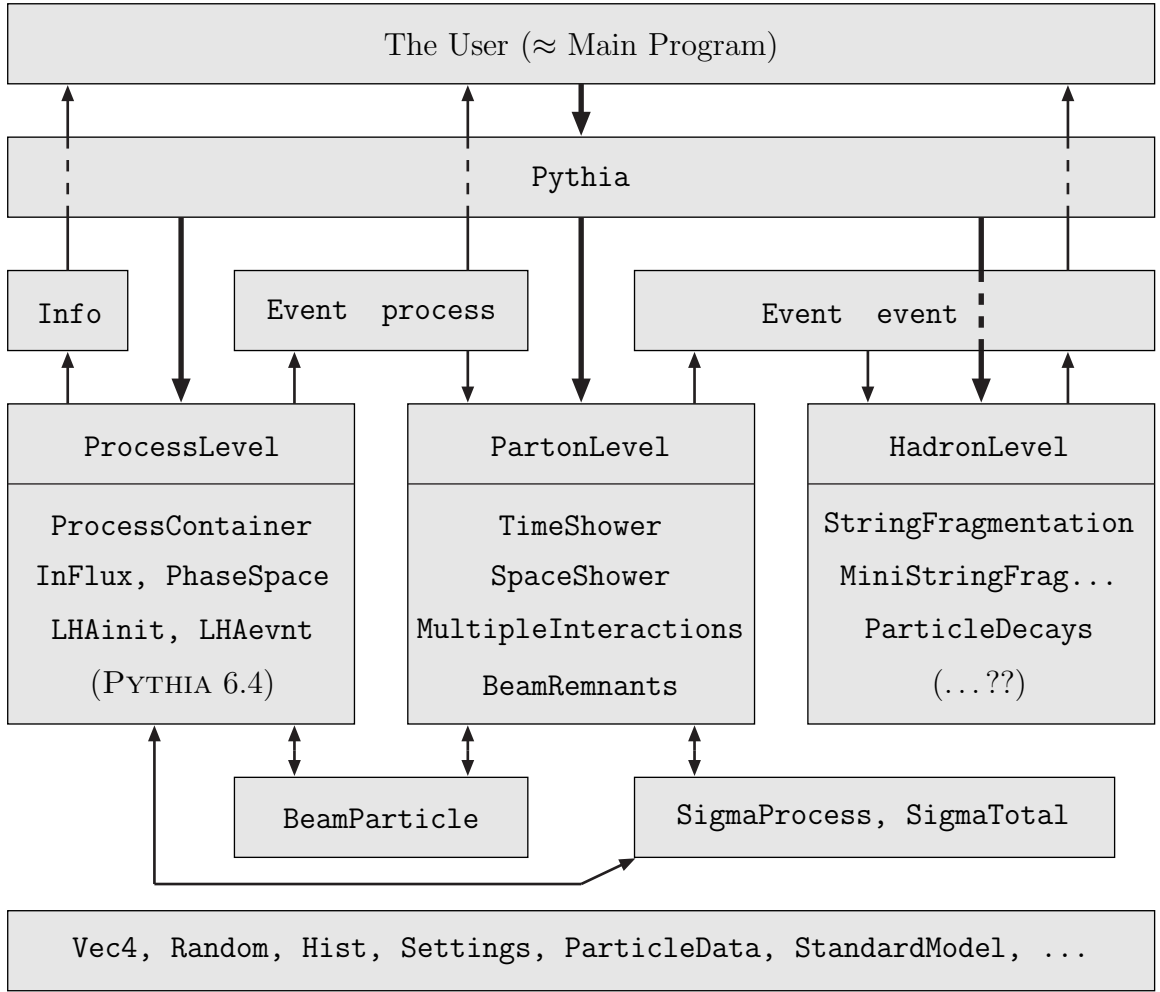 The User (≈ Main Program)
Pythia
Info
Event process
Event event
ProcessLevel
ProcessContainer
InFlux, PhaseSpace
LHAinit, LHAevnt
(PYTHIA 6.4)
PartonLevel
TimeShower
SpaceShower
MultipleInteractions
BeamRemnants
HadronLevel
StringFragmentation
MiniStringFrag...
ParticleDecays
(...??)
BeamParticle
SigmaProcess, SigmaTotal
Vec4, Random, Hist, Settings, ParticleData, StandardModel, ...